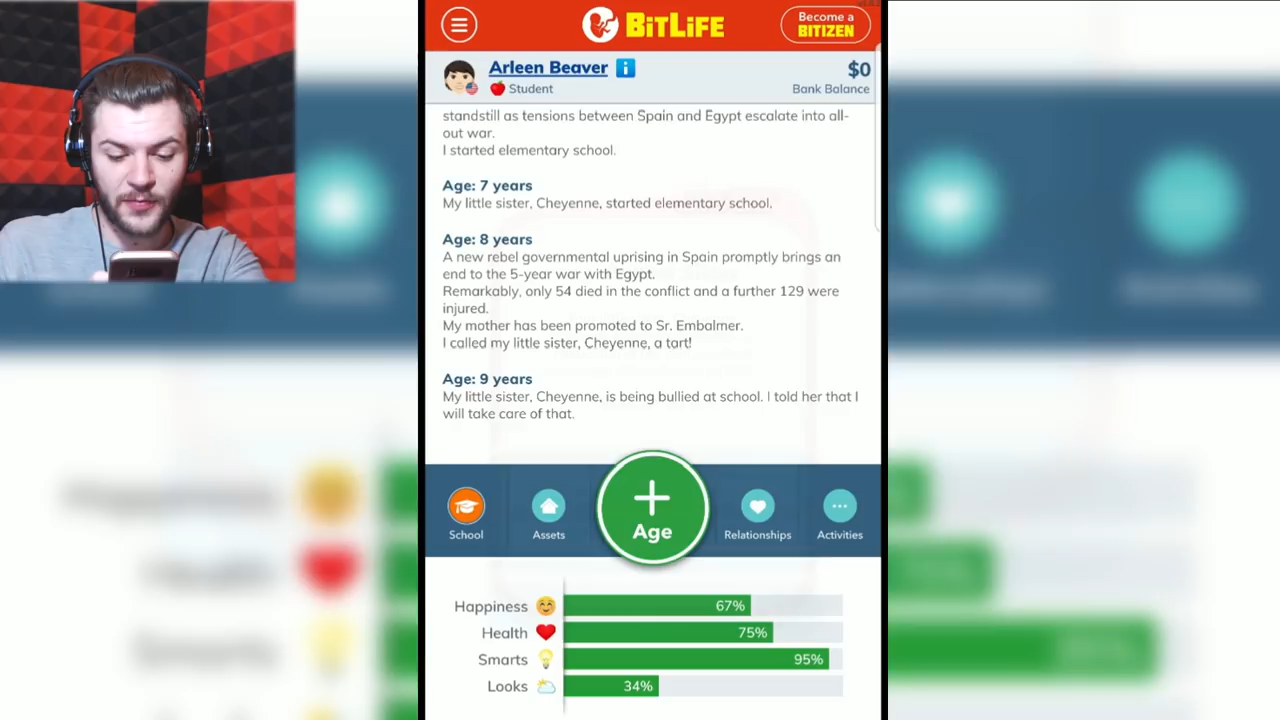 BitLife
Become a
BITIZEN
Arleen Beaver
Student
$0
Bank Balance
standstill as tensions between Spain and Egypt escalate into all-
out war.
I started elementary school.
Age: 7 years
My little sister, Cheyenne, started elementary school.
Age: 8 years
A new rebel governmental uprising in Spain promptly brings an
end to the 5-year war with Egypt.
Remarkably, only 54 died in the conflict and a further 129 were
injured.
My mother has been promoted to Sr. Embalmer.
I called my little sister, Cheyenne, a tart!
Age: 9 years
My little sister, Cheyenne, is being bullied at school. I told her that I
will take care of that.
School
Assets
+
Age
Relationships
Activities
Happiness 67%
Health 75%
Smarts 95%
Looks 34%